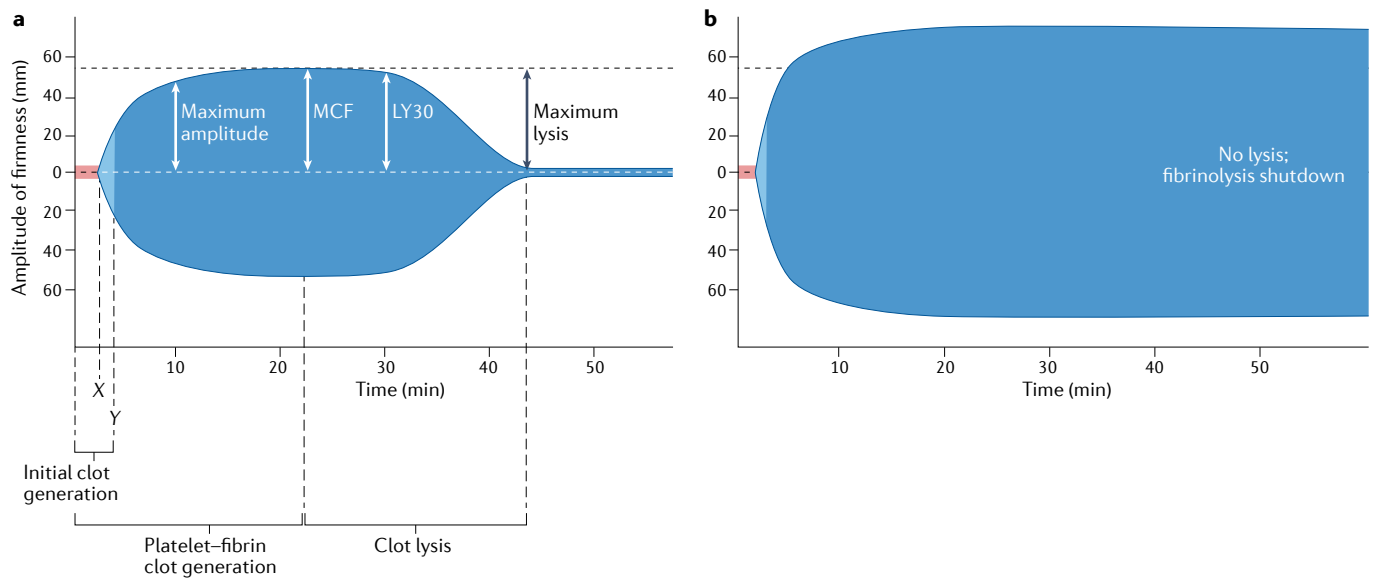 a
Amplitude of firmness (mm)
60
40
20
0
20
40
60
Maximum
amplitude
MCF
LY30
Maximum
lysis
10
20
30
40
50
Time (min)
X
Y
Initial clot
generation
Platelet–fibrin
clot generation
Clot lysis
b
60
40
20
0
20
40
60
No lysis;
fibrinolysis shutdown
10
20
30
40
50
Time (min)